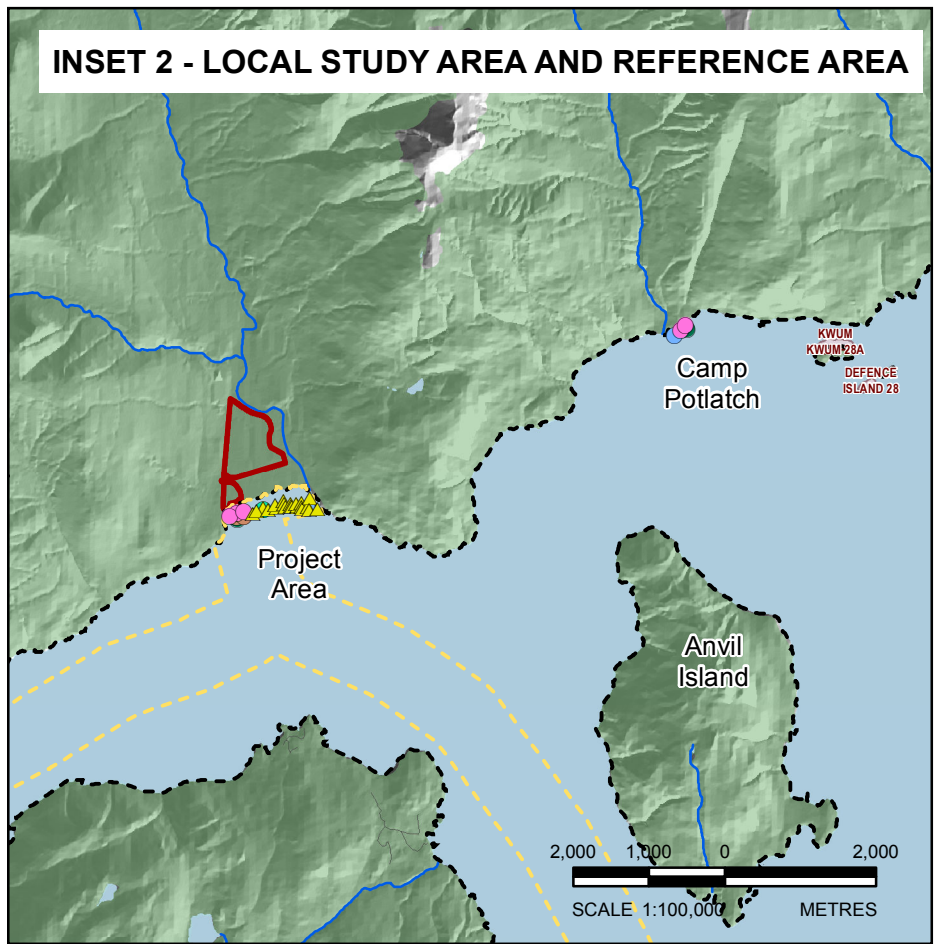 INSET 2 - LOCAL STUDY AREA AND REFERENCE AREA
KWUM
KWUM 28A
DEFENCE
ISLAND 28
Camp
Potlatch
Project
Area
Anvil
Island
2,000 1,000 0 2,000
SCALE 1:100,000 METRES